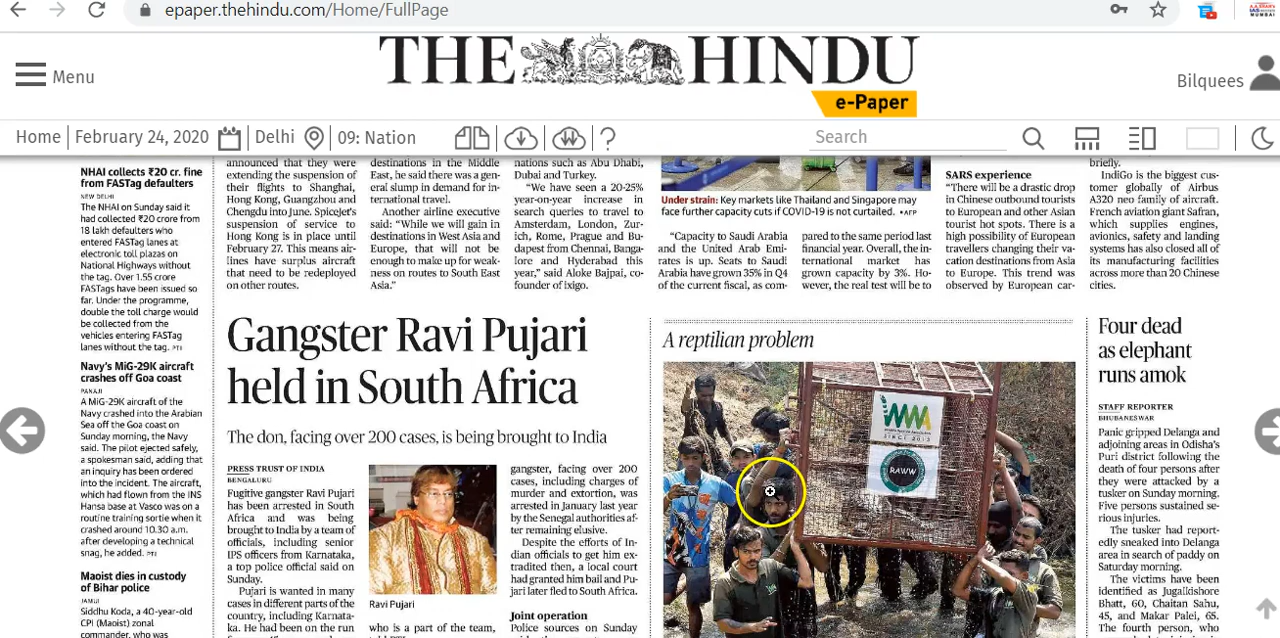 epaper.thehindu.com/Home/FullPage
Menu
THE HINDU
e-Paper
Bilquees
Home | February 24, 2020 | Delhi | 09: Nation
?
Search
NHAI collects ₹20 cr. fine
from FASTag defaulters
NEW DELHI
The NHAI on Sunday said it
had collected ₹20 crore from
18 lakh defaulters who
entered FASTag lanes at
electronic toll plazas on
National Highways without
the tag. Over 1.55 crore
FASTags have been issued so
far. Under the programme,
double the toll charge would
be collected from the
vehicles entering FASTag
lanes without the tag. PTI
Navy's MiG-29K aircraft
crashes off Goa coast
PANAJI
A MiG-29K aircraft of the
Navy crashed into the Arabian
Sea off the Goa coast on
Sunday morning, the Navy
said. The pilot ejected safely,
a spokesman said, adding that
an inquiry has been ordered
into the incident. The aircraft,
which had flown from the INS
Hansa base at Vasco was on a
routine training sortie when it
crashed around 10.30 a.m.
after developing a technical
snag, he added. PTI
Maoist dies in custody
of Bihar police
JAMUI
Siddhu Koda, a 40-year-old
CPI (Maoist) zonal
commander, who was
announced that they were
extending the suspension of
their flights to Shanghai,
Hong Kong, Guangzhou and
Chengdu into June. SpiceJet's
suspension of service to
Hong Kong is in place until
February 27. This means air-
lines have surplus aircraft
that need to be redeployed
on other routes.
destinations in the Middle
East, he said there was a gen-
eral slump in demand for in-
ternational travel.
Another airline executive
said: "While we will gain in
destinations in West Asia and
Europe, that will not be
enough to make up for weak-
ness on routes to South East
Asia."
nations such as Abu Dhabi,
Dubai and Turkey.
"We have seen a 20-25%
year-on-year increase in
search queries to travel to
Amsterdam, London, Zur-
ich, Rome, Prague and Bu-
dapest from Chennai, Banga-
lore and Hyderabad this
year," said Aloke Bajpai, co-
founder of ixigo.
Under strain: Key markets like Thailand and Singapore may
face further capacity cuts if COVID-19 is not curtailed. •AFP
"Capacity to Saudi Arabia
and the United Arab Emi-
rates is up. Seats to Saudi
Arabia have grown 35% in Q4
of the current fiscal, as com-
pared to the same period last
financial year. Overall, the in-
ternational market has
grown capacity by 3%. Ho-
wever, the real test will be to
SARS experience
"There will be a drastic drop
in Chinese outbound tourists
to European and other Asian
tourist hot spots. There is a
high possibility of European
travellers changing their va-
cation destinations from Asia
to Europe. This trend was
observed by European car-
briefly.
IndiGo is the biggest cus-
tomer globally of Airbus
A320 neo family of aircraft.
French aviation giant Safran,
which supplies engines,
avionics, safety and landing
systems has also closed all of
its manufacturing facilities
across more than 20 Chinese
cities.
Gangster Ravi Pujari
held in South Africa
The don, facing over 200 cases, is being brought to India
PRESS TRUST OF INDIA
BENGALURU
Fugitive gangster Ravi Pujari
has been arrested in South
Africa and was being
brought to India by a team of
officials, including senior
IPS officers from Karnataka,
a top police official said on
Sunday.
Pujari is wanted in many
cases in different parts of the
country, including Karnata-
ka. He had been on the run
Ravi Pujari
who is a part of the team,
gangster, facing over 200
cases, including charges of
murder and extortion, was
arrested in January last year
by the Senegal authorities af-
ter remaining elusive.
Despite the efforts of In-
dian officials to get him ex-
tradited then, a local court
had granted him bail and Pu-
jari later fled to South Africa.
Joint operation
Police sources on Sunday
A reptilian problem
RAWW
Four dead
as elephant
runs amok
STAFF REPORTER
BHUBANESWAR
Panic gripped Delanga and
adjoining areas in Odisha's
Puri district following the
death of four persons after
they were attacked by a
tusker on Sunday morning.
Five persons sustained se-
rious injuries.
The tusker had report-
edly sneaked into Delanga
area in search of paddy on
Saturday morning.
The victims have been
identified as Jugalldishore
Bhatt, 60, Chaitan Sahu,
45, and Makar Palei, 65.
The fourth person, who